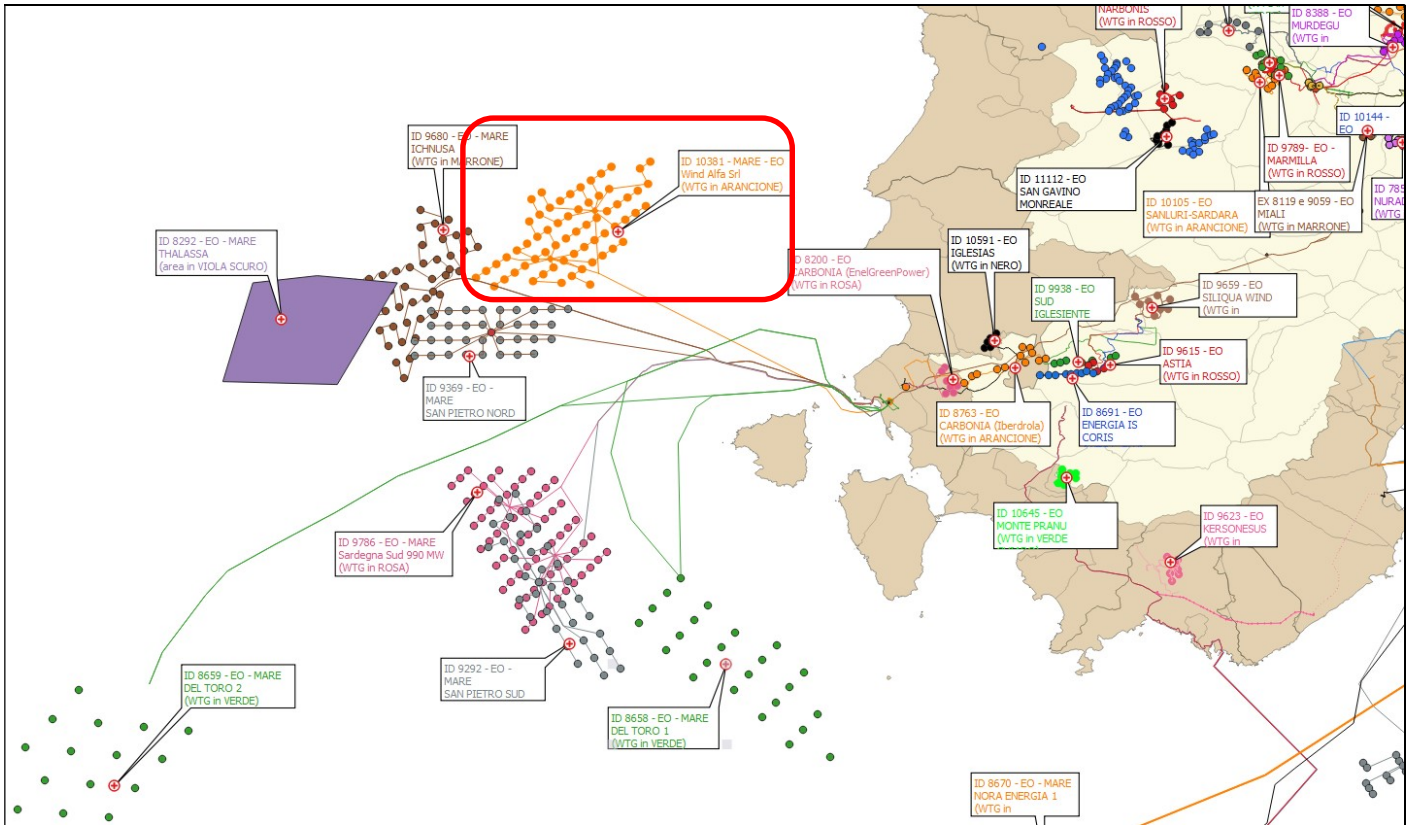 NARBONIS
(WTG in ROSSO)
ID 8388 - EO
MURDEGU
(WTG in
ID 9680 - EO - MARE
ICHNUSA
(WTG in MARRONE)
ID 10381 - MARE - EO
Wind Alfa Srl
(WTG in ARANCIONE)
ID 10144 -
EO
ID 9789- EO -
MARMILLA
(WTG in ROSSO)
ID 11112 - EO
SAN GAVINO
MONREALE
ID 10105 - EO
SANLURI-SARDARA
(WTG in ARANCIONE)
EX 8119 e 9059 - EO
MIALI
(WTG in MARRONE)
ID 785
NURAD
(WTG
ID 8292 - EO - MARE
THALASSA
(area in VIOLA SCURO)
ID 10591 - EO
IGLESIAS
(WTG in NERO)
ID 8200 - EO
CARBONIA (EnelGreenPower)
(WTG in ROSA)
ID 9938 - EO
SUD
IGLESIENTE
ID 9659 - EO
SILIQUA WIND
(WTG in
ID 9615 - EO
ASTIA
(WTG in ROSSO)
ID 9369 - EO -
MARE
SAN PIETRO NORD
ID 8763 - EO
CARBONIA (Iberdrola)
(WTG in ARANCIONE)
ID 8691 - EO
ENERGIA IS
CORIS
ID 10645 - EO
MONTE PRANU
(WTG in VERDE
ID 9623 - EO
KERSONESUS
(WTG in
ID 9786 - EO - MARE
Sardegna Sud 990 MW
(WTG in ROSA)
ID 9292 - EO -
MARE
SAN PIETRO SUD
ID 8659 - EO - MARE
DEL TORO 2
(WTG in VERDE)
ID 8658 - EO - MARE
DEL TORO 1
(WTG in VERDE)
ID 8670 - EO - MARE
NORA ENERGIA 1
(WTG in